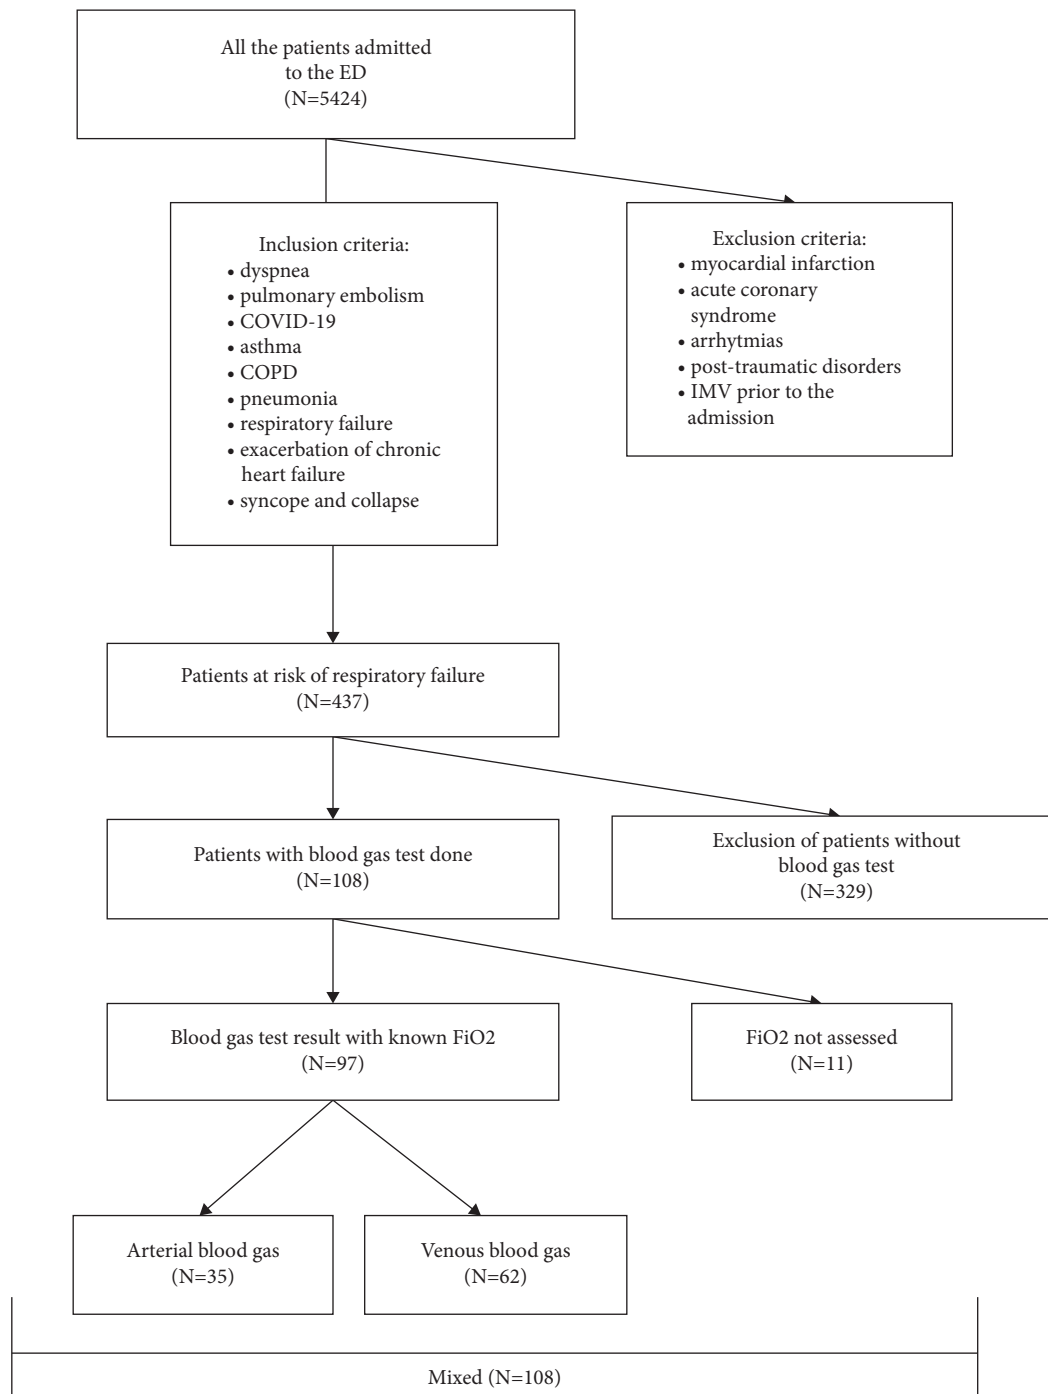 All the patients admitted
to the ED
(N=5424)
Inclusion criteria:
• dyspnea
• pulmonary embolism
• COVID-19
• asthma
• COPD
• pneumonia
• respiratory failure
• exacerbation of chronic
heart failure
• syncope and collapse
Exclusion criteria:
• myocardial infarction
• acute coronary
syndrome
• arrhytmias
• post-traumatic disorders
• IMV prior to the
admission
Patients at risk of respiratory failure
(N=437)
Patients with blood gas test done
(N=108)
Exclusion of patients without
blood gas test
(N=329)
Blood gas test result with known FiO2
(N=97)
FiO2 not assessed
(N=11)
Arterial blood gas
(N=35)
Venous blood gas
(N=62)
Mixed (N=108)